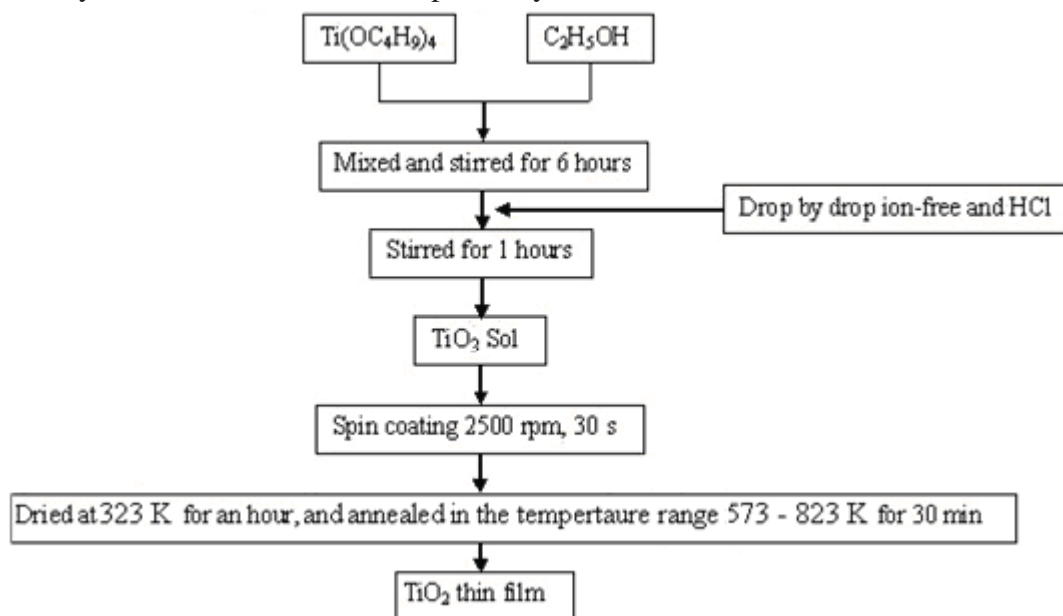 Ti(OC₄H₉)₄
C₂H₅OH
Mixed and stirred for 6 hours
Drop by drop ion-free and HCl
Stirred for 1 hours
TiO₃ Sol
Spin coating 2500 rpm, 30 s
Dried at 323 K for an hour, and annealed in the tempertaure range 573 - 823 K for 30 min
TiO₂ thin film